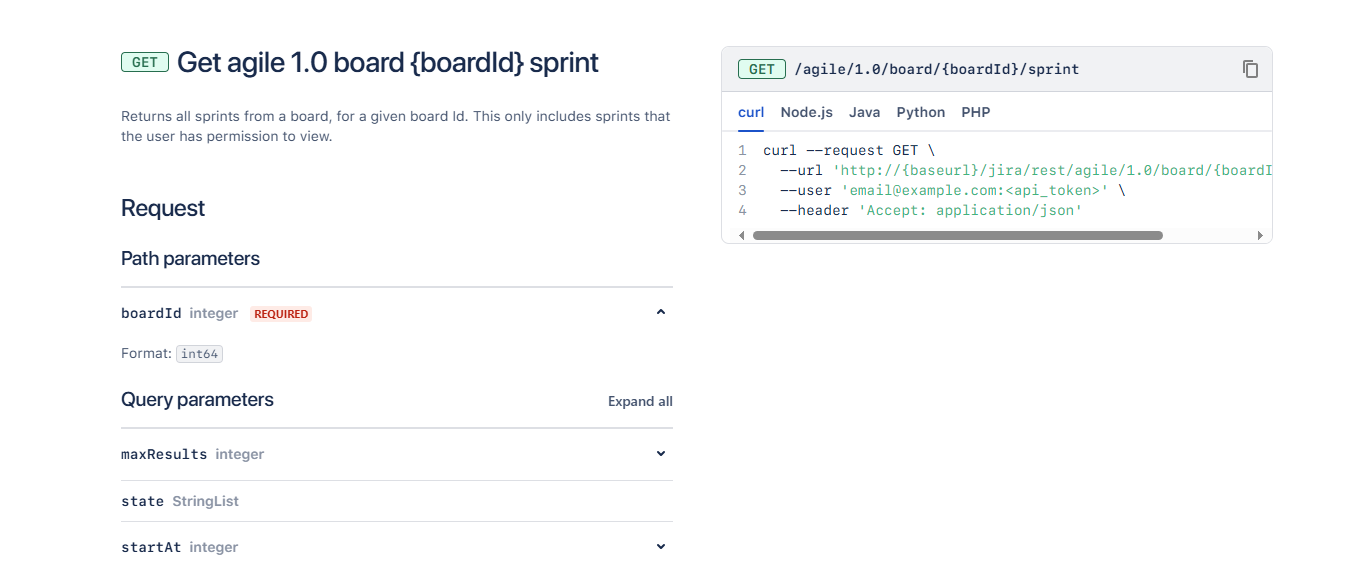 GET Get agile 1.0 board {boardId} sprint
Returns all sprints from a board, for a given board Id. This only includes sprints that
the user has permission to view.
Request
Path parameters
boardId integer REQUIRED
Format: int64
Query parameters
Expand all
maxResults integer
state StringList
startAt integer
GET /agile/1.0/board/{boardId}/sprint
curl Node.js Java Python PHP
1 curl --request GET \
2 --url 'http://{baseurl}/jira/rest/agile/1.0/board/{boardI
3 --user 'email@example.com:<api_token>' \
4 --header 'Accept: application/json'